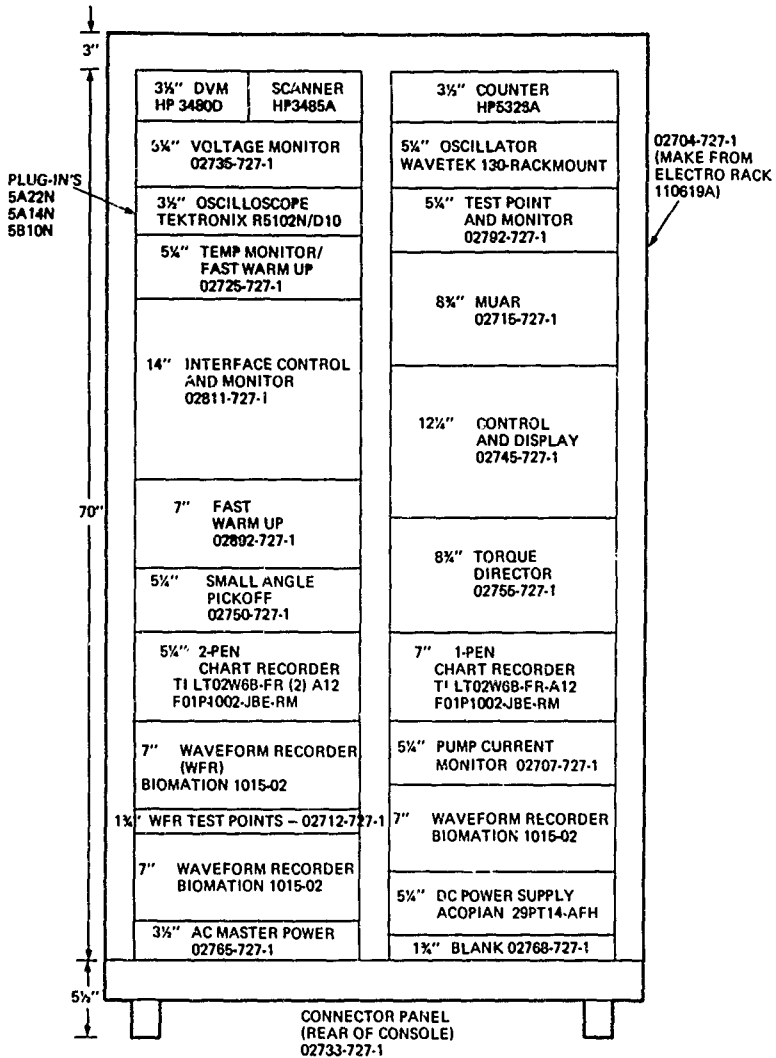 3"
3½" DVM
HP 3480D
SCANNER
HP3485A
5¼" VOLTAGE MONITOR
02735-727-1
PLUG-IN'S
5A22N
5A14N
5B10N
3½" OSCILLOSCOPE
TEKTRONIX R5102N/D10
5¼" TEMP MONITOR/
FAST WARM UP
02725-727-1
14" INTERFACE CONTROL
AND MONITOR
02811-727-1
70"
7" FAST
WARM UP
02892-727-1
5¼" SMALL ANGLE
PICKOFF
02750-727-1
5¼" 2-PEN
CHART RECORDER
TI LT02W6B-FR (2) A12
F01P1002-JBE-RM
7" WAVEFORM RECORDER
(WFR)
BIOMATION 1015-02
1¾" WFR TEST POINTS – 02712-727-1
7" WAVEFORM RECORDER
BIOMATION 1015-02
3½" AC MASTER POWER
02765-727-1
3½" COUNTER
HP5328A
5¼" OSCILLATOR
WAVETEK 130-RACKMOUNT
02704-727-1
(MAKE FROM
ELECTRO RACK
110619A)
5¼" TEST POINT
AND MONITOR
02792-727-1
8¾" MUAR
02715-727-1
12¼" CONTROL
AND DISPLAY
02745-727-1
8¾" TORQUE
DIRECTOR
02755-727-1
7" 1-PEN
CHART RECORDER
TI LT02W6B-FR-A12
F01P1002-JBE-RM
5¼" PUMP CURRENT
MONITOR 02707-727-1
7" WAVEFORM RECORDER
BIOMATION 1015-02
5¼" DC POWER SUPPLY
ACOPIAN 29PT14-AFH
1¾" BLANK 02768-727-1
5½"
CONNECTOR PANEL
(REAR OF CONSOLE)
02733-727-1